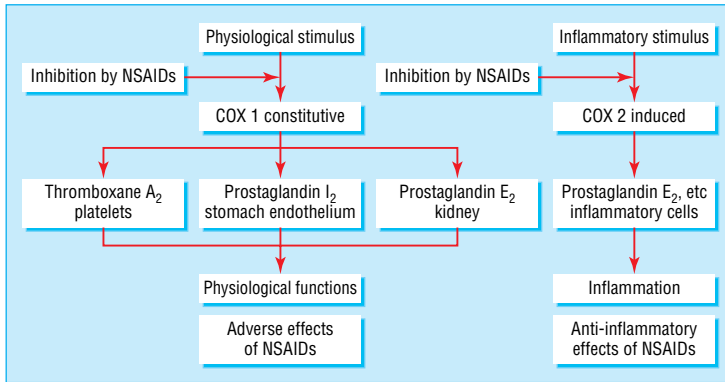 Physiological stimulus
Inflammatory stimulus
Inhibition by NSAIDs
Inhibition by NSAIDs
COX 1 constitutive
COX 2 induced
Thromboxane A₂
platelets
Prostaglandin I₂
stomach endothelium
Prostaglandin E₂
kidney
Prostaglandin E₂, etc
inflammatory cells
Physiological functions
Inflammation
Adverse effects
of NSAIDs
Anti-inflammatory
effects of NSAIDs